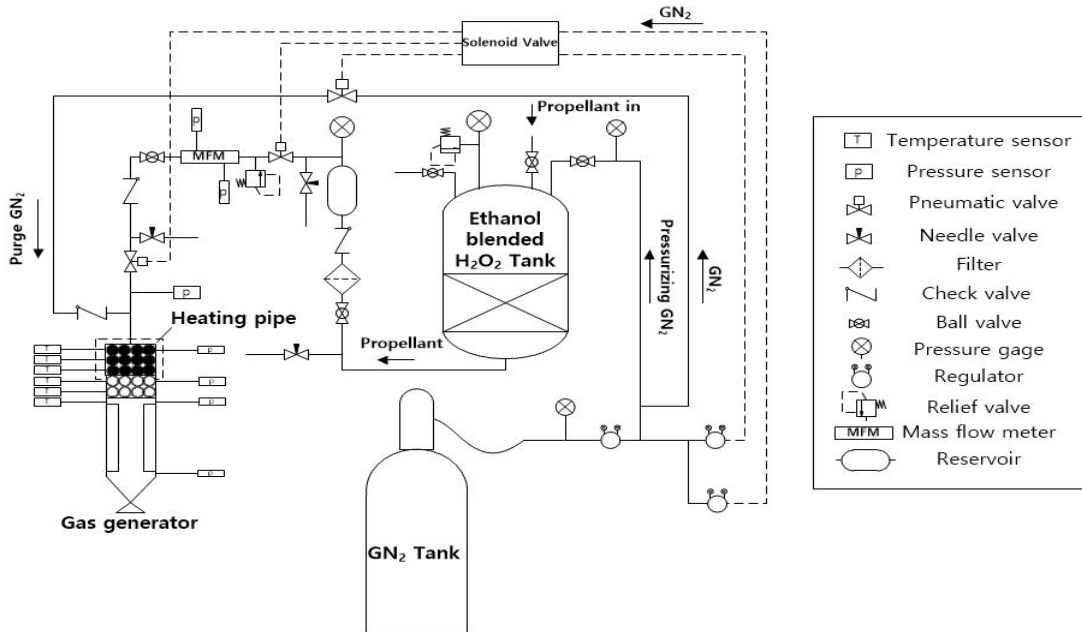 GN₂
Solenoid Valve
Propellant in
P
MFM
P
Purge GN₂
Ethanol
blended
H₂O₂ Tank
Pressurizing GN₂
GN₂
P
Heating pipe
Propellant
T
T
T
T
T
T
P
P
P
P
Gas generator
GN₂ Tank
T Temperature sensor
P Pressure sensor
Pneumatic valve
Needle valve
Filter
Check valve
Ball valve
Pressure gage
Regulator
Relief valve
MFM Mass flow meter
Reservoir